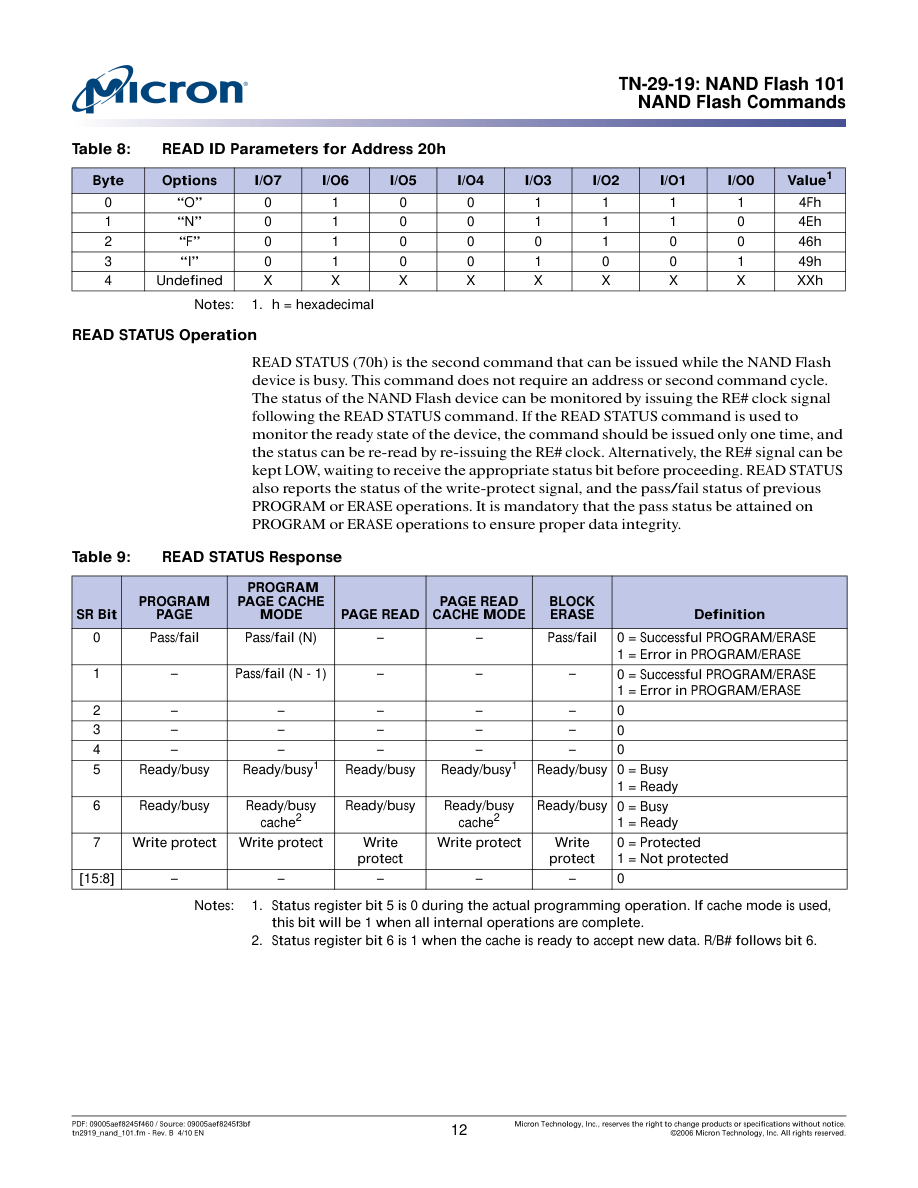 Micron®
TN-29-19: NAND Flash 101
NAND Flash Commands
Table 8: READ ID Parameters for Address 20h
Byte Options I/O7 I/O6 I/O5 I/O4 I/O3 I/O2 I/O1 I/O0 Value1
0 “O” 0 1 0 0 1 1 1 1 4Fh
1 “N” 0 1 0 0 1 1 1 0 4Eh
2 “F” 0 1 0 0 0 1 0 0 46h
3 “I” 0 1 0 0 1 0 0 1 49h
4 Undefined X X X X X X X X XXh
Notes: 1. h = hexadecimal
READ STATUS Operation
READ STATUS (70h) is the second command that can be issued while the NAND Flash
device is busy. This command does not require an address or second command cycle.
The status of the NAND Flash device can be monitored by issuing the RE# clock signal
following the READ STATUS command. If the READ STATUS command is used to
monitor the ready state of the device, the command should be issued only one time, and
the status can be re-read by re-issuing the RE# clock. Alternatively, the RE# signal can be
kept LOW, waiting to receive the appropriate status bit before proceeding. READ STATUS
also reports the status of the write-protect signal, and the pass/fail status of previous
PROGRAM or ERASE operations. It is mandatory that the pass status be attained on
PROGRAM or ERASE operations to ensure proper data integrity.
Table 9: READ STATUS Response
PROGRAM
PROGRAM PAGE CACHE PAGE READ BLOCK
SR Bit PAGE MODE PAGE READ CACHE MODE ERASE Definition
0 Pass/fail Pass/fail (N) – – Pass/fail 0 = Successful PROGRAM/ERASE
1 = Error in PROGRAM/ERASE
1 – Pass/fail (N - 1) – – – 0 = Successful PROGRAM/ERASE
1 = Error in PROGRAM/ERASE
2 – – – – – 0
3 – – – – – 0
4 – – – – – 0
5 Ready/busy Ready/busy1 Ready/busy Ready/busy1 Ready/busy 0 = Busy
1 = Ready
6 Ready/busy Ready/busy Ready/busy Ready/busy Ready/busy 0 = Busy
cache2 cache2 1 = Ready
7 Write protect Write protect Write Write protect Write 0 = Protected
protect protect 1 = Not protected
[15:8] – – – – – 0
Notes: 1. Status register bit 5 is 0 during the actual programming operation. If cache mode is used,
this bit will be 1 when all internal operations are complete.
2. Status register bit 6 is 1 when the cache is ready to accept new data. R/B# follows bit 6.
PDF: 09005aef8245f460 / Source: 09005aef8245f3bf
tn2919_nand_101.fm - Rev. B 4/10 EN
12
Micron Technology, Inc., reserves the right to change products or specifications without notice.
©2006 Micron Technology, Inc. All rights reserved.